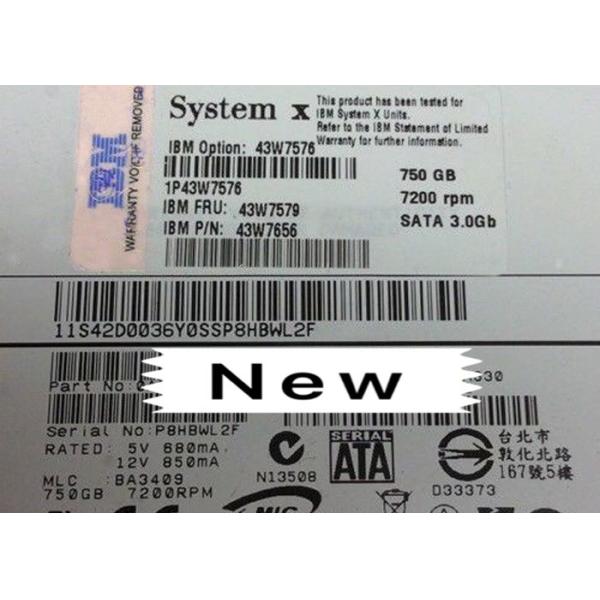 WARRANTY VOID IF REMOVED
IBM
System x
This product has been tested for
IBM System X Units.
Refer to the IBM Statement of Limited
Warranty for further information.
IBM Option: 43W7576
1P43W7576
IBM FRU: 43W7579
IBM P/N: 43W7656
750 GB
7200 rpm
SATA 3.0Gb
11S42D0036Y0SSP8HBWL2F
Part No:
New
Serial No:P8HBWL2F
RATED: 5V 680mA,
12V 850mA
MLC :BA3409
750GB 7200RPM
N13508
SERIAL
ATA
D33373
台北市
敦化北路
167號5樓